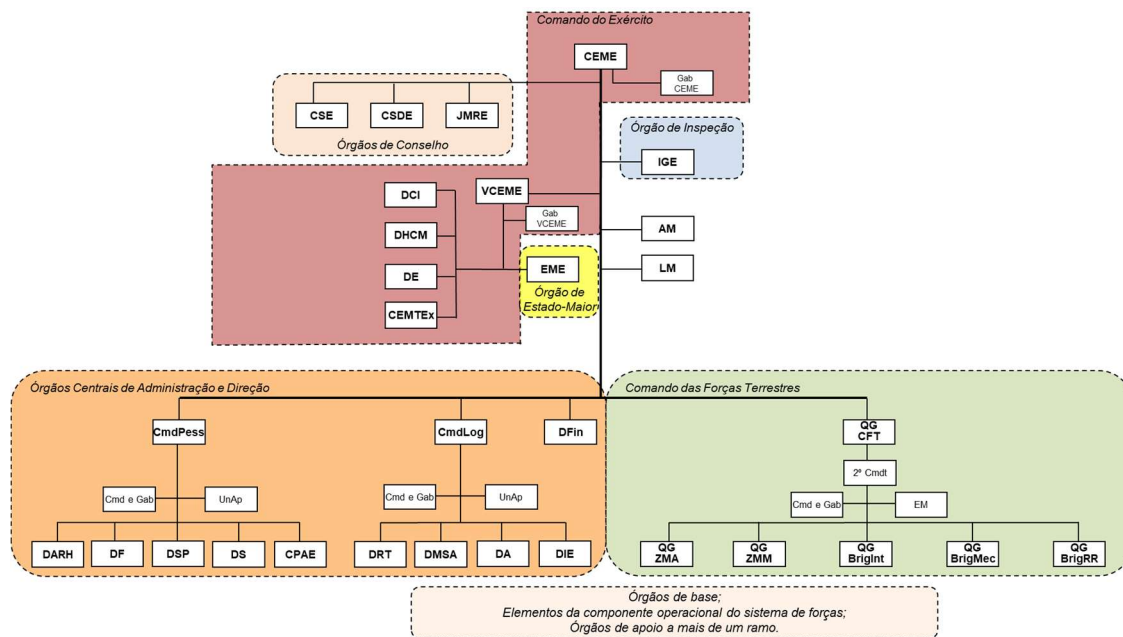 Comando do Exército
CEME
Gab
CEME
CSE
CSDE
JMRE
Órgãos de Conselho
Órgão de Inspeção
IGE
DCI
VCEME
Gab
VCEME
DHCM
AM
DE
EME
LM
Órgão de
Estado-Maior
CEMTEx
Órgãos Centrais de Administração e Direção
CmdPess
CmdLog
DFin
Cmd e Gab
UnAp
Cmd e Gab
UnAp
DARH
DF
DSP
DS
CPAE
DRT
DMSA
DA
DIE
Comando das Forças Terrestres
QG
CFT
2º Cmdt
Cmd e Gab
EM
QG
ZMA
QG
ZMM
QG
BrigInt
QG
BrigMec
QG
BrigRR
Órgãos de base;
Elementos da componente operacional do sistema de forças;
Órgãos de apoio a mais de um ramo.